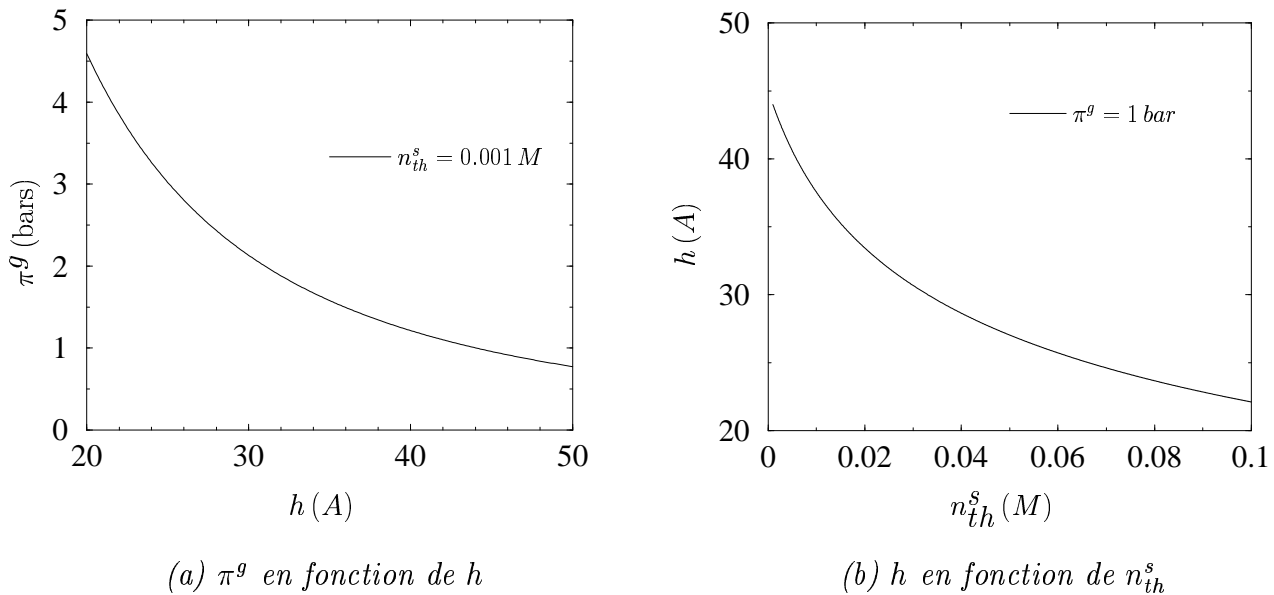 5
4
3
2
1
0
π^g (bars)
n^s_th = 0.001 M
20 30 40 50
h (A)
(a) π^g en fonction de h
50
40
30
20
h (A)
π^g = 1 bar
0 0.02 0.04 0.06 0.08 0.1
n^s_th (M)
(b) h en fonction de n^s_th